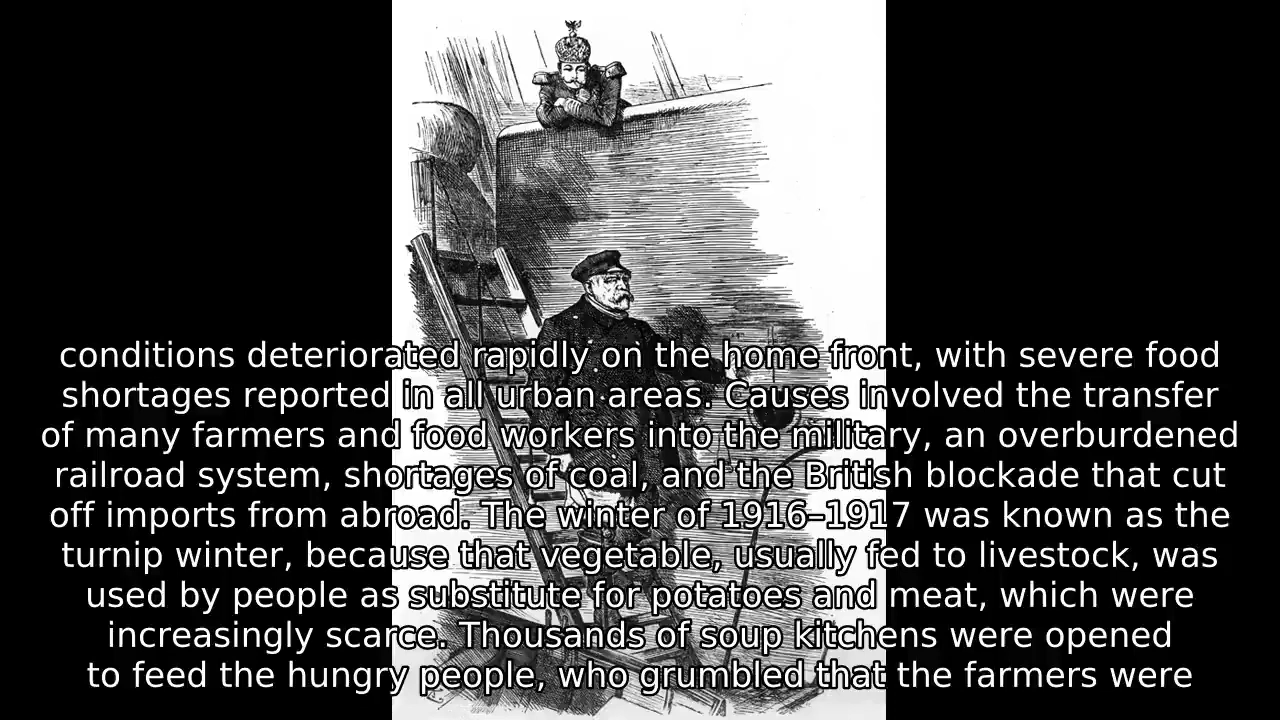 conditions deteriorated rapidly on the home front, with severe food
shortages reported in all urban areas. Causes involved the transfer
of many farmers and food workers into the military, an overburdened
railroad system, shortages of coal, and the British blockade that cut
off imports from abroad. The winter of 1916–1917 was known as the
turnip winter, because that vegetable, usually fed to livestock, was
used by people as substitute for potatoes and meat, which were
increasingly scarce. Thousands of soup kitchens were opened
to feed the hungry people, who grumbled that the farmers were